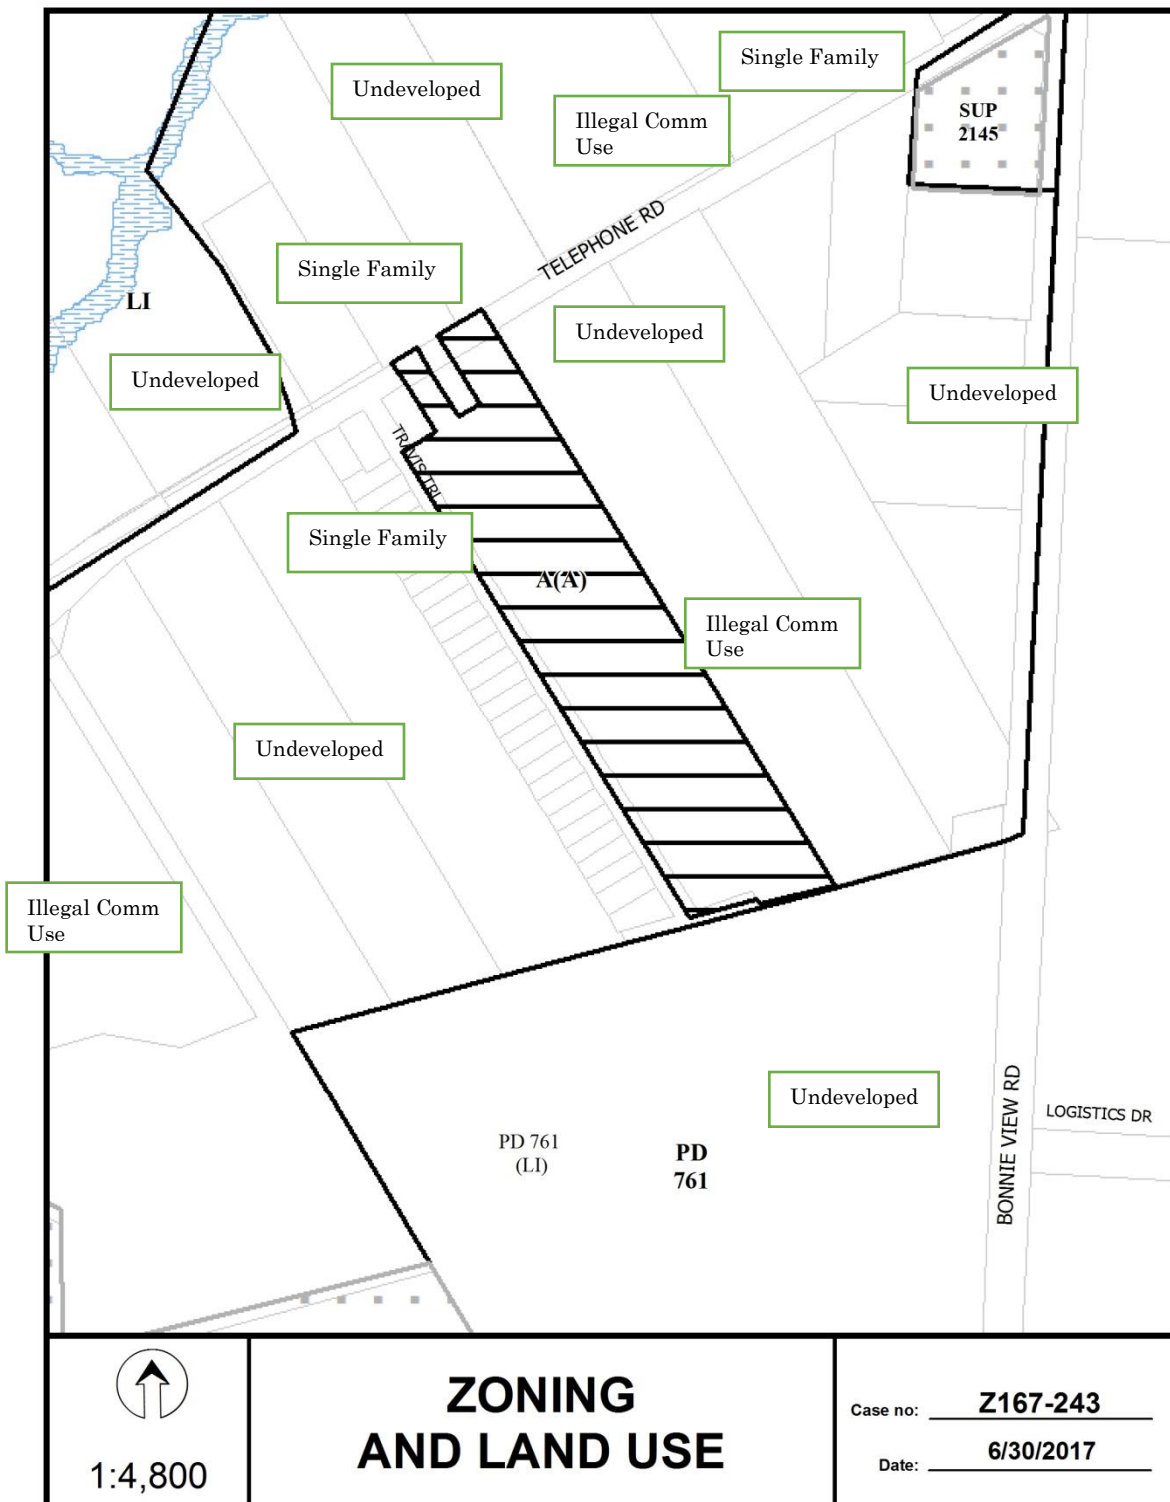 Single Family
Undeveloped
Illegal Comm
Use
SUP
2145
TELEPHONE RD
Single Family
LI
Undeveloped
Undeveloped
Undeveloped
TRAVIS TRL
Single Family
A(A)
Illegal Comm
Use
Undeveloped
Illegal Comm
Use
Undeveloped
BONNIE VIEW RD
LOGISTICS DR
PD 761
(LI)
PD
761
1:4,800
ZONING
AND LAND USE
Case no: Z167-243
Date: 6/30/2017